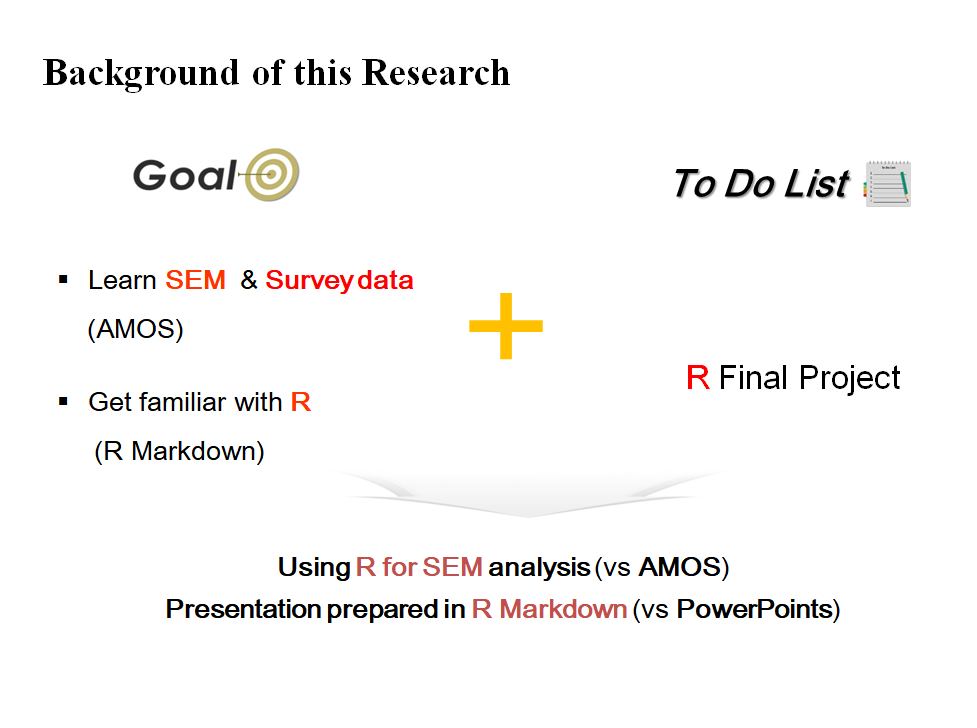 Background of this Research
Goal
To Do List
▪ Learn SEM & Survey data
(AMOS)
▪ Get familiar with R
(R Markdown)
+
R Final Project
Using R for SEM analysis (vs AMOS)
Presentation prepared in R Markdown (vs PowerPoints)